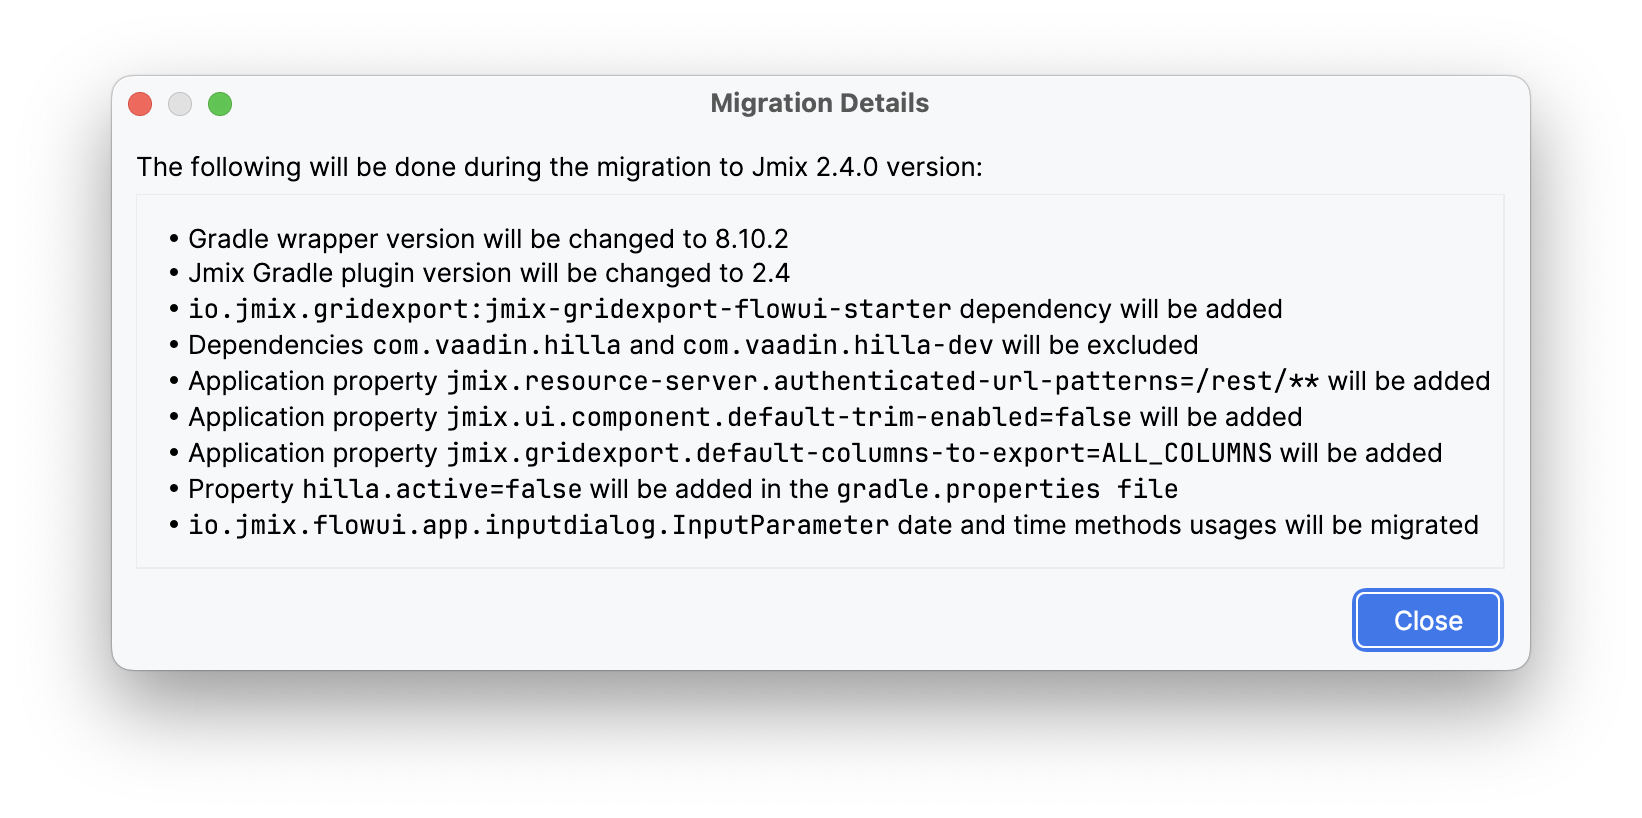 Migration Details
The following will be done during the migration to Jmix 2.4.0 version:
• Gradle wrapper version will be changed to 8.10.2
• Jmix Gradle plugin version will be changed to 2.4
• io.jmix.gridexport:jmix-gridexport-flowui-starter dependency will be added
• Dependencies com.vaadin.hilla and com.vaadin.hilla-dev will be excluded
• Application property jmix.resource-server.authenticated-url-patterns=/rest/** will be added
• Application property jmix.ui.component.default-trim-enabled=false will be added
• Application property jmix.gridexport.default-columns-to-export=ALL_COLUMNS will be added
• Property hilla.active=false will be added in the gradle.properties file
• io.jmix.flowui.app.inputdialog.InputParameter date and time methods usages will be migrated
Close